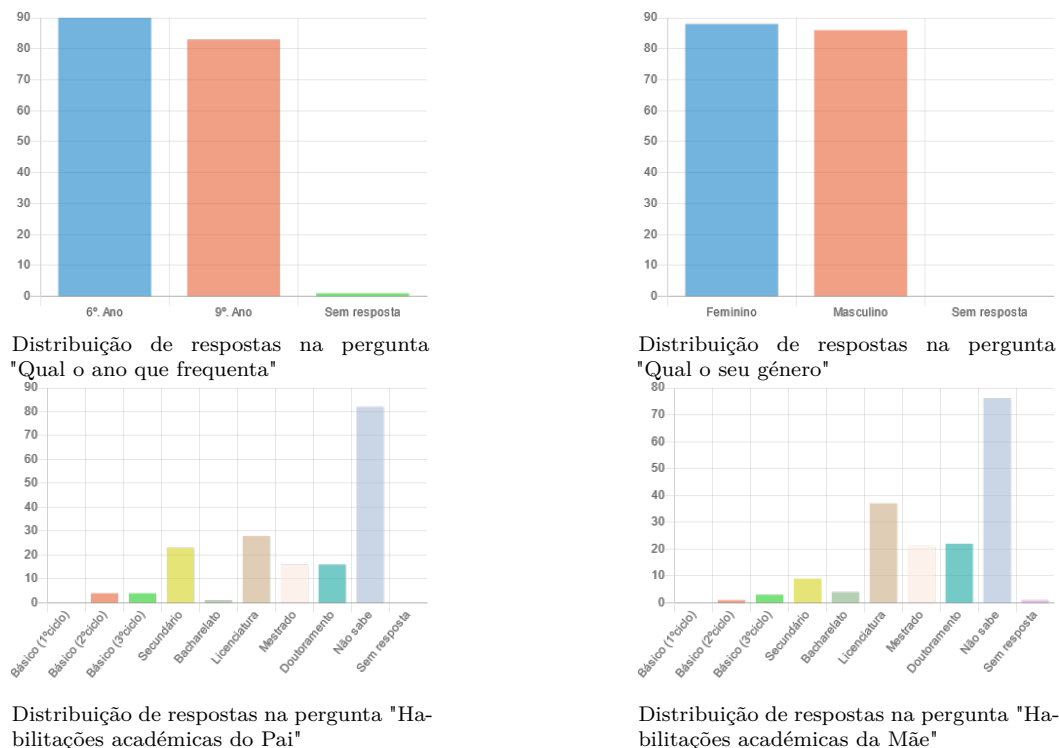 90
80
70
60
50
40
30
20
10
0
6º. Ano 9º. Ano Sem resposta
Distribuição de respostas na pergunta
"Qual o ano que frequenta"
90
80
70
60
50
40
30
20
10
0
Feminino Masculino Sem resposta
Distribuição de respostas na pergunta
"Qual o seu género"
90
80
70
60
50
40
30
20
10
0
Básico (1ºciclo)
Básico (2ºciclo)
Básico (3ºciclo)
Secundário
Bacharelato
Licenciatura
Mestrado
Doutoramento
Não sabe
Sem resposta
Distribuição de respostas na pergunta "Ha-
bilitações académicas do Pai"
80
70
60
50
40
30
20
10
0
Básico (1ºciclo)
Básico (2ºciclo)
Básico (3ºciclo)
Secundário
Bacharelato
Licenciatura
Mestrado
Doutoramento
Não sabe
Sem resposta
Distribuição de respostas na pergunta "Ha-
bilitações académicas da Mãe"